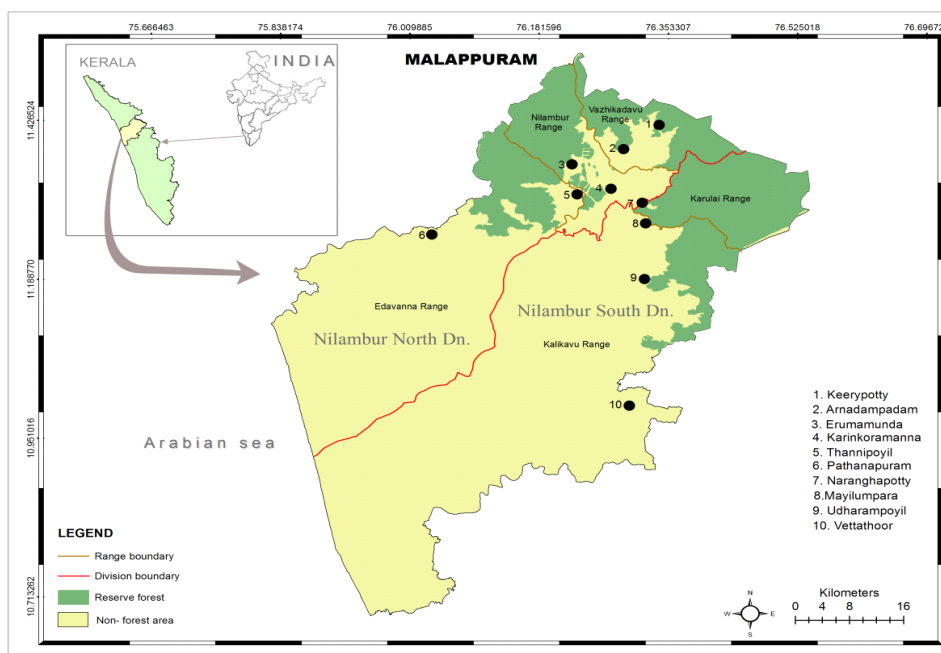 75.666463 75.838174 76.009885 76.181596 76.353307 76.525018 76.69672
11.426524
11.188770
10.951016
10.713262
KERALA
INDIA
MALAPPURAM
Vazhikadavu
Range
Nilambur
Range
Karulai Range
Edavanna Range
Nilambur North Dn.
Nilambur South Dn.
Kalikavu Range
Arabian sea
1
2
3
4
5
6
7
8
9
10
1. Keerypotty
2. Arnadampadam
3. Erumamunda
4. Karinkoramanna
5. Thannipoyil
6. Pathanapuram
7. Naranghapotty
8.Mayilumpara
9. Udharampoyil
10. Vettathoor
LEGEND
Range boundary
Division boundary
Reserve forest
Non- forest area
N
W E
S
Kilometers
0 4 8 16